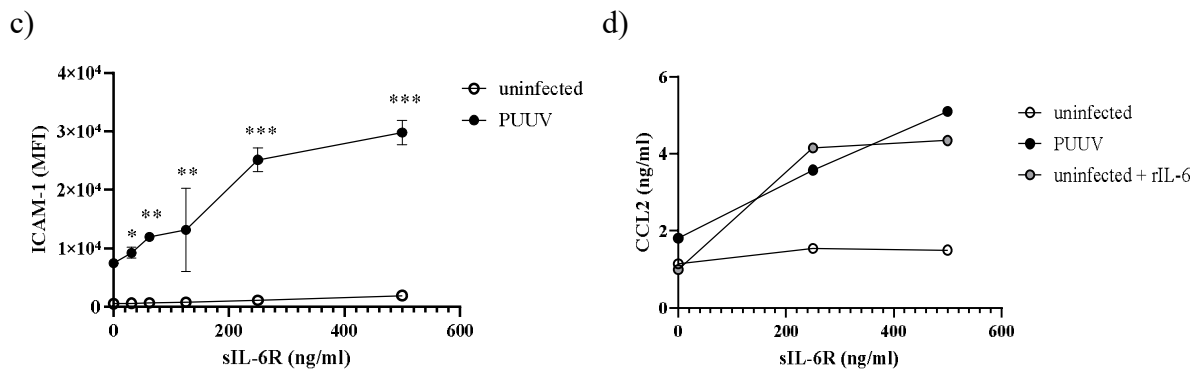 c)
4×10⁴
3×10⁴
2×10⁴
1×10⁴
0
ICAM-1 (MFI)
*
**
**
***
***
uninfected
PUUV
0
200
400
600
sIL-6R (ng/ml)
d)
6
4
2
0
CCL2 (ng/ml)
uninfected
PUUV
uninfected + rIL-6
0
200
400
600
sIL-6R (ng/ml)